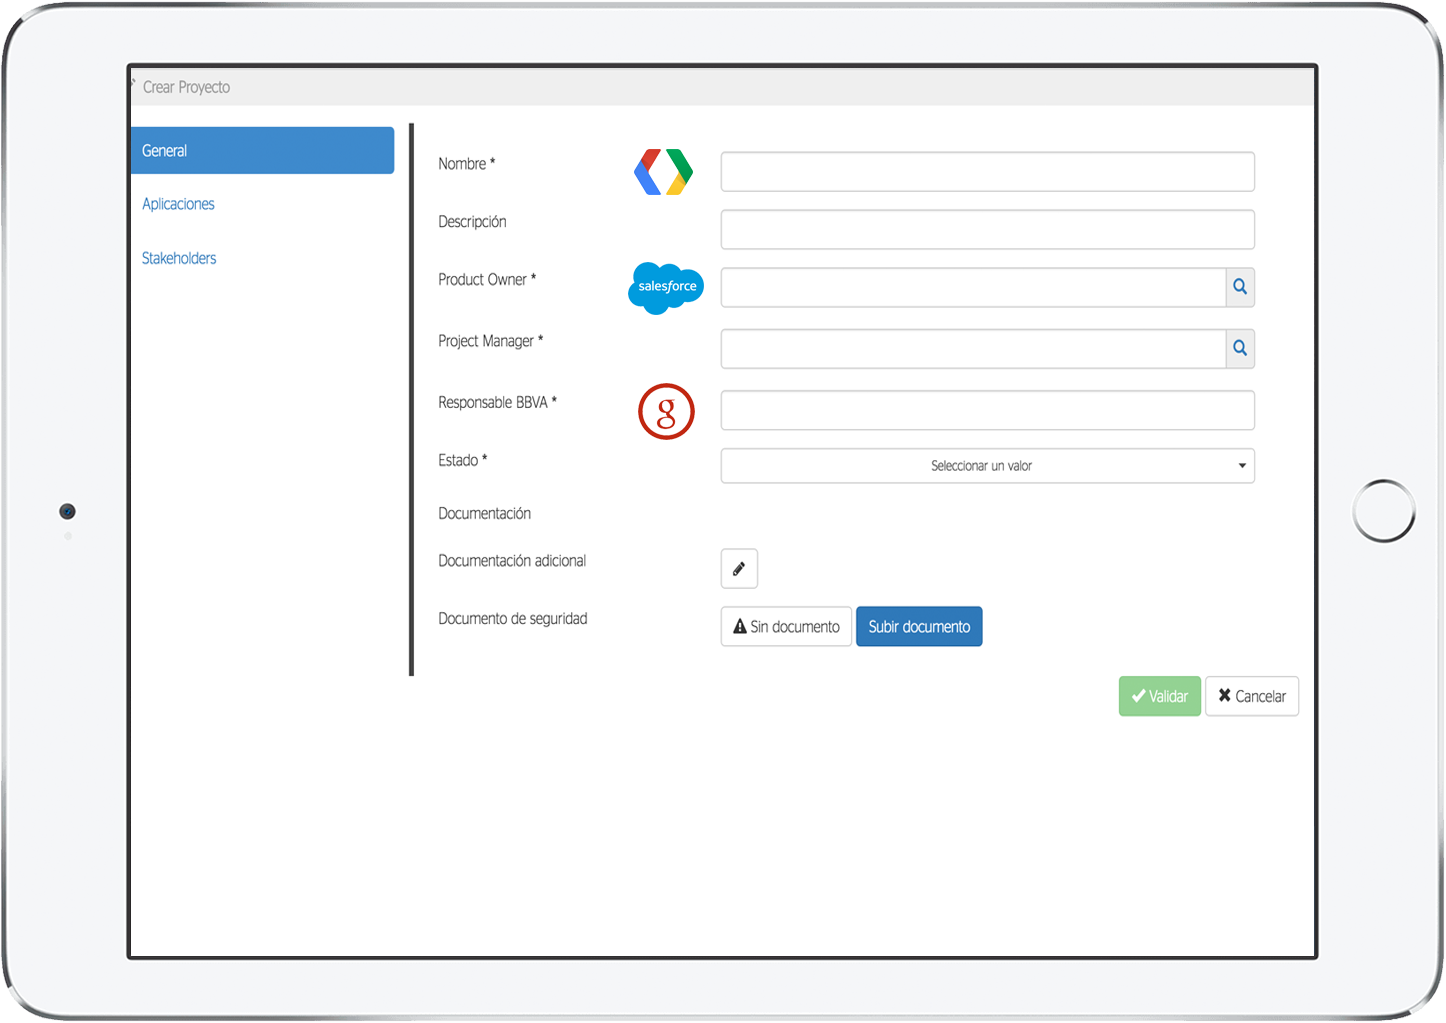 Crear Proyecto
General
Aplicaciones
Stakeholders
Nombre *
Descripción
Product Owner *
salesforce
Project Manager *
Responsable BBVA *
g
Estado *
Seleccionar un valor
Documentación
Documentación adicional
Documento de seguridad
Sin documento
Subir documento
Validar
Cancelar